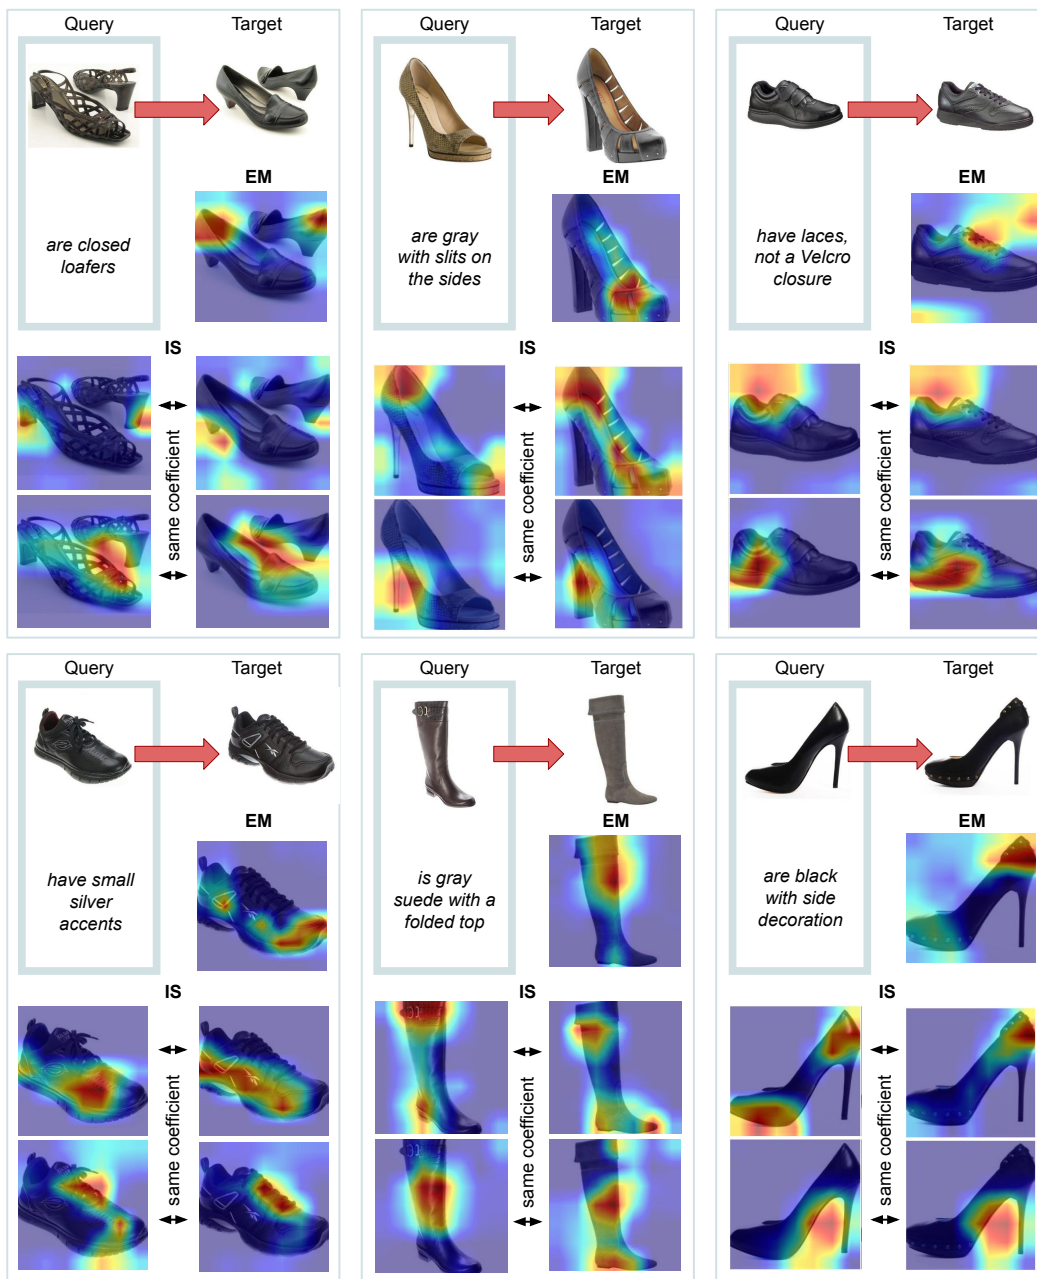 Query Target
EM
are closed
loafers
IS
same coefficient
Query Target
EM
are gray
with slits on
the sides
IS
same coefficient
Query Target
EM
have laces,
not a Velcro
closure
IS
same coefficient
Query Target
EM
have small
silver
accents
IS
same coefficient
Query Target
EM
is gray
suede with a
folded top
IS
same coefficient
Query Target
EM
are black
with side
decoration
IS
same coefficient